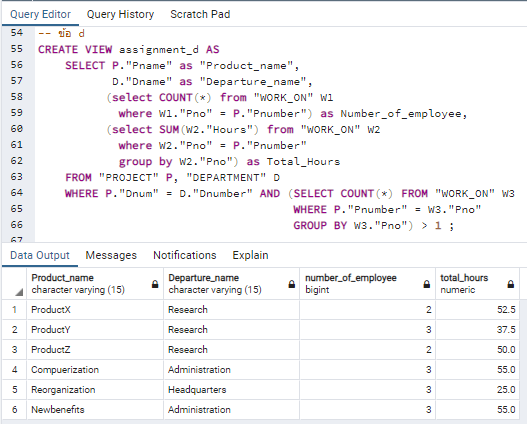 Query Editor Query History Scratch Pad
54 -- ข้อ d
55 CREATE VIEW assignment_d AS
56 SELECT P."Pname" as "Product_name",
57 D."Dname" as "Departure_name",
58 (select COUNT(*) from "WORK_ON" W1
59 where W1."Pno" = P."Pnumber") as Number_of_employee,
60 (select SUM(W2."Hours") from "WORK_ON" W2
61 where W2."Pno" = P."Pnumber"
62 group by W2."Pno") as Total_Hours
63 FROM "PROJECT" P, "DEPARTMENT" D
64 WHERE P."Dnum" = D."Dnumber" AND (SELECT COUNT(*) FROM "WORK_ON" W3
65 WHERE P."Pnumber" = W3."Pno"
66 GROUP BY W3."Pno") > 1 ;
67
Data Output Messages Notifications Explain
Product_name Departure_name number_of_employee total_hours
character varying (15) character varying (15) bigint numeric
1 ProductX Research 2 52.5
2 ProductY Research 3 37.5
3 ProductZ Research 2 50.0
4 Compuerization Administration 3 55.0
5 Reorganization Headquarters 3 25.0
6 Newbenefits Administration 3 55.0